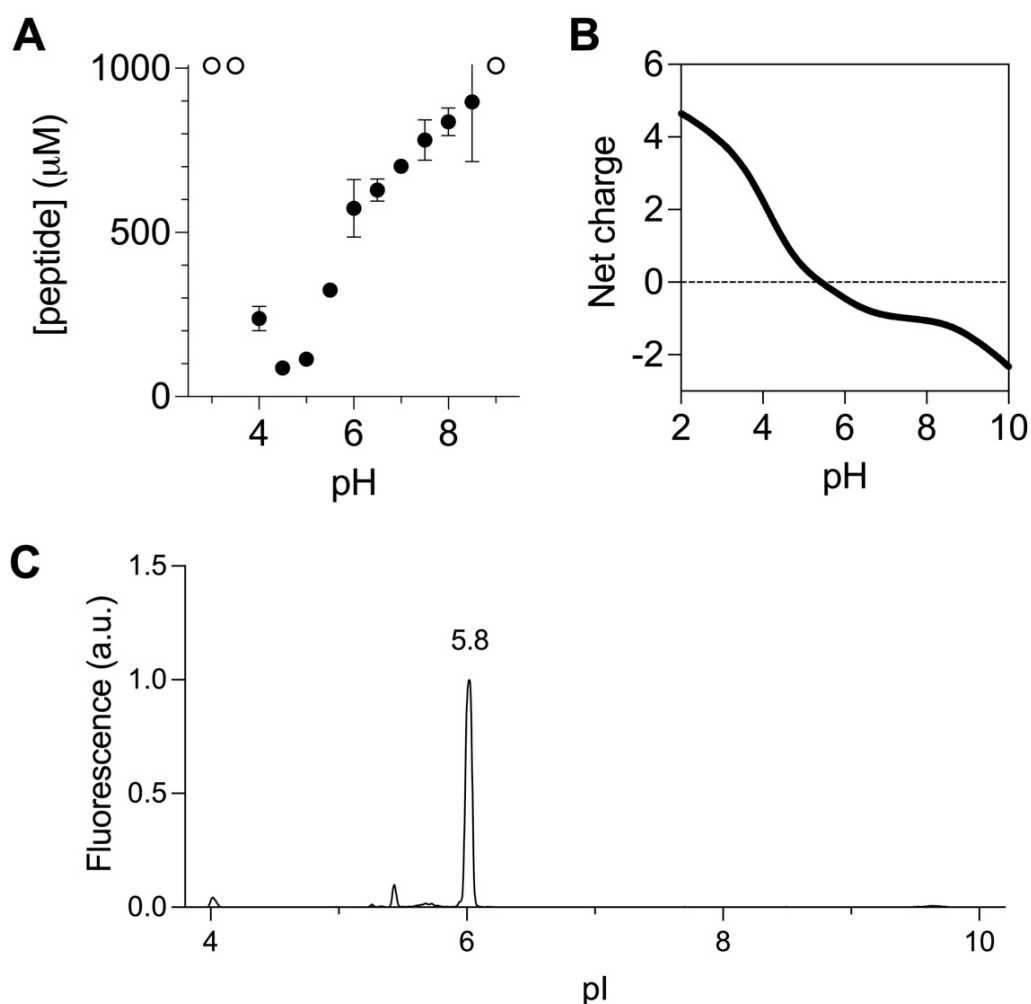 A
[peptide] (μM)
1000
500
0
4 6 8
pH
B
Net charge
6
4
2
0
-2
2 4 6 8 10
pH
C
Fluorescence (a.u.)
1.5
1.0
0.5
0.0
5.8
4 6 8 10
pI